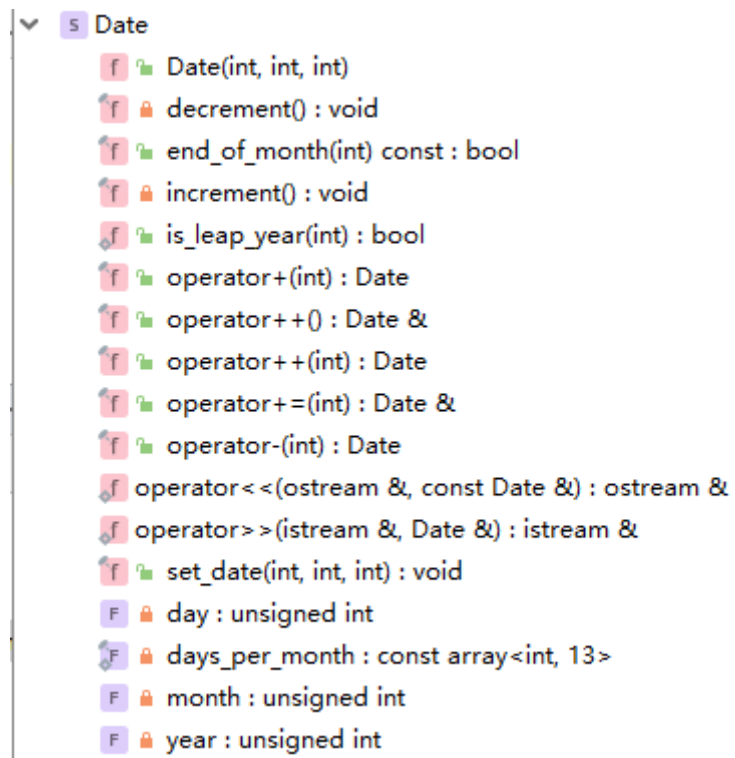 S Date
f Date(int, int, int)
f decrement() : void
f end_of_month(int) const : bool
f increment() : void
f is_leap_year(int) : bool
f operator+(int) : Date
f operator++() : Date &
f operator++(int) : Date
f operator+=(int) : Date &
f operator-(int) : Date
f operator<<(ostream &, const Date &) : ostream &
f operator>>(istream &, Date &) : istream &
f set_date(int, int, int) : void
F day : unsigned int
F days_per_month : const array<int, 13>
F month : unsigned int
F year : unsigned int